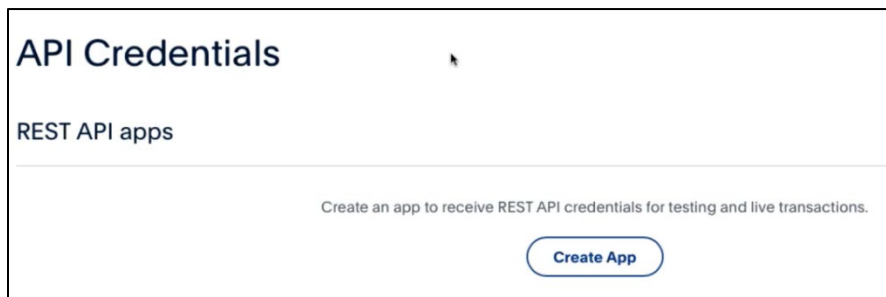 API Credentials
REST API apps
Create an app to receive REST API credentials for testing and live transactions.
Create App